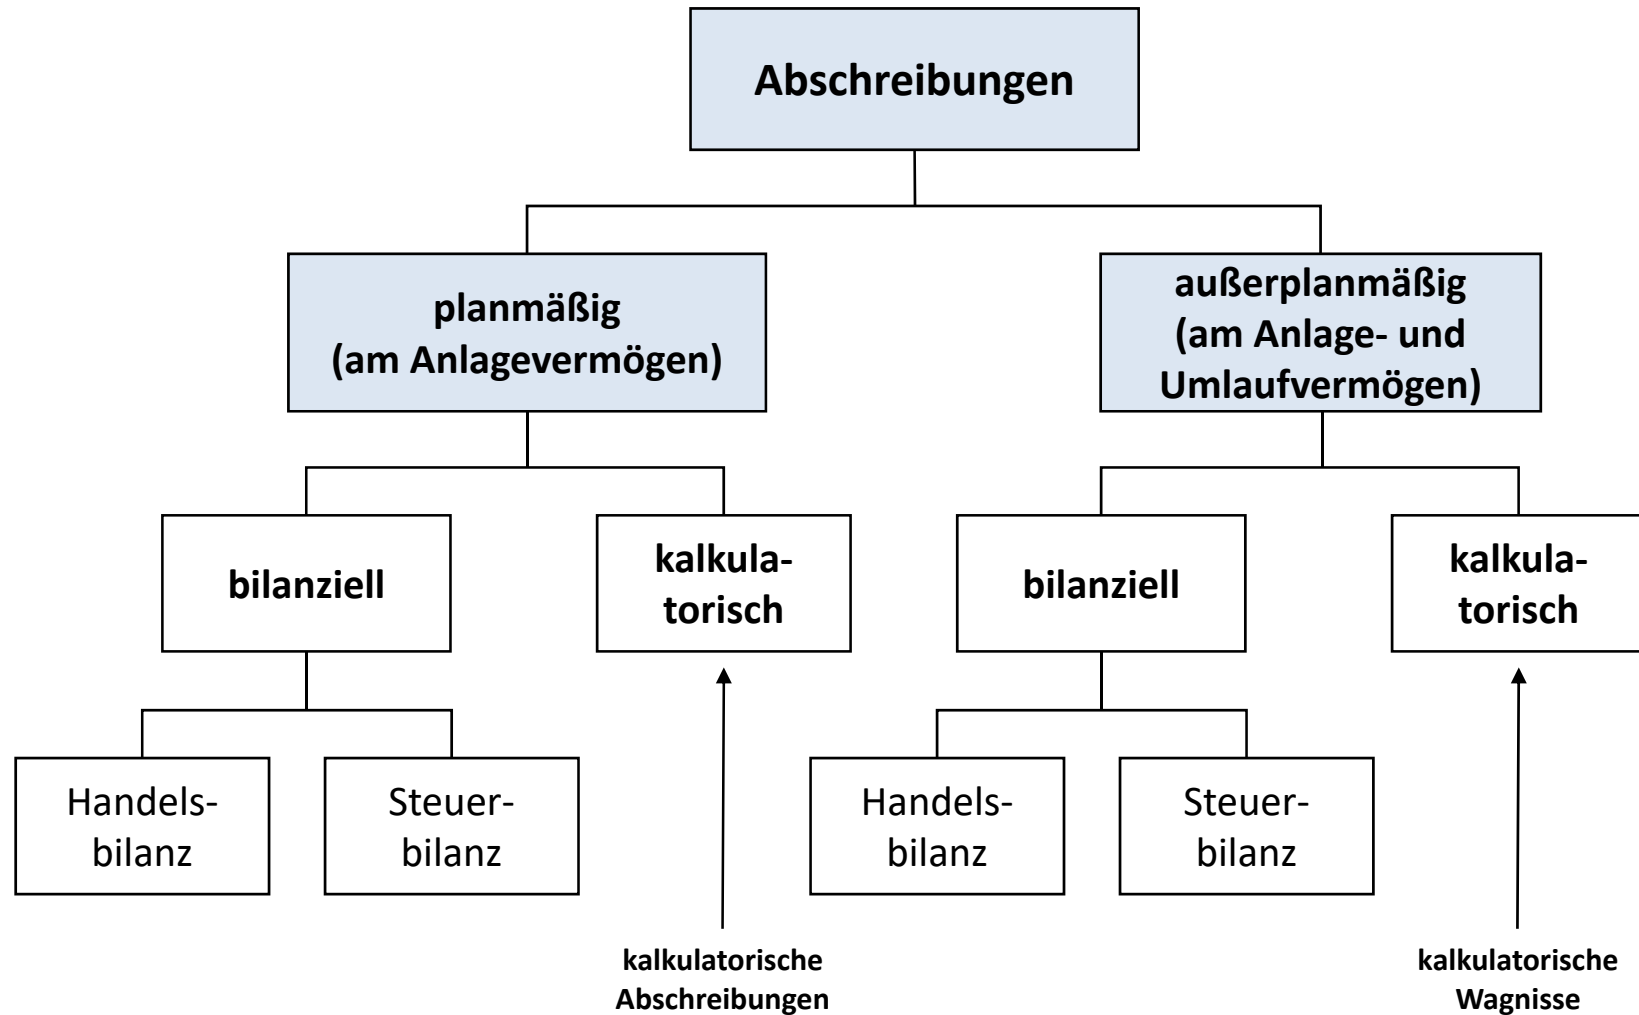 Abschreibungen
planmäßig
(am Anlagevermögen)
außerplanmäßig
(am Anlage- und
Umlaufvermögen)
bilanziell
kalkula-
torisch
bilanziell
kalkula-
torisch
Handels-
bilanz
Steuer-
bilanz
Handels-
bilanz
Steuer-
bilanz
kalkulatorische
Abschreibungen
kalkulatorische
Wagnisse